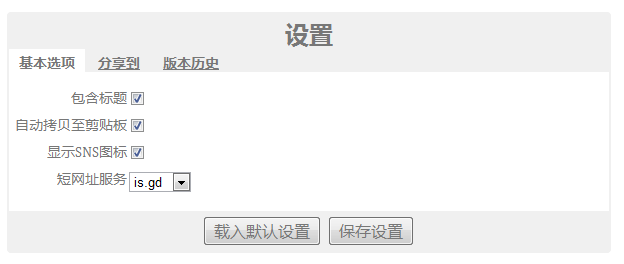 设置
基本选项 分享到 版本历史
包含标题
自动拷贝至剪贴板
显示SNS图标
短网址服务 is.gd
载入默认设置 保存设置